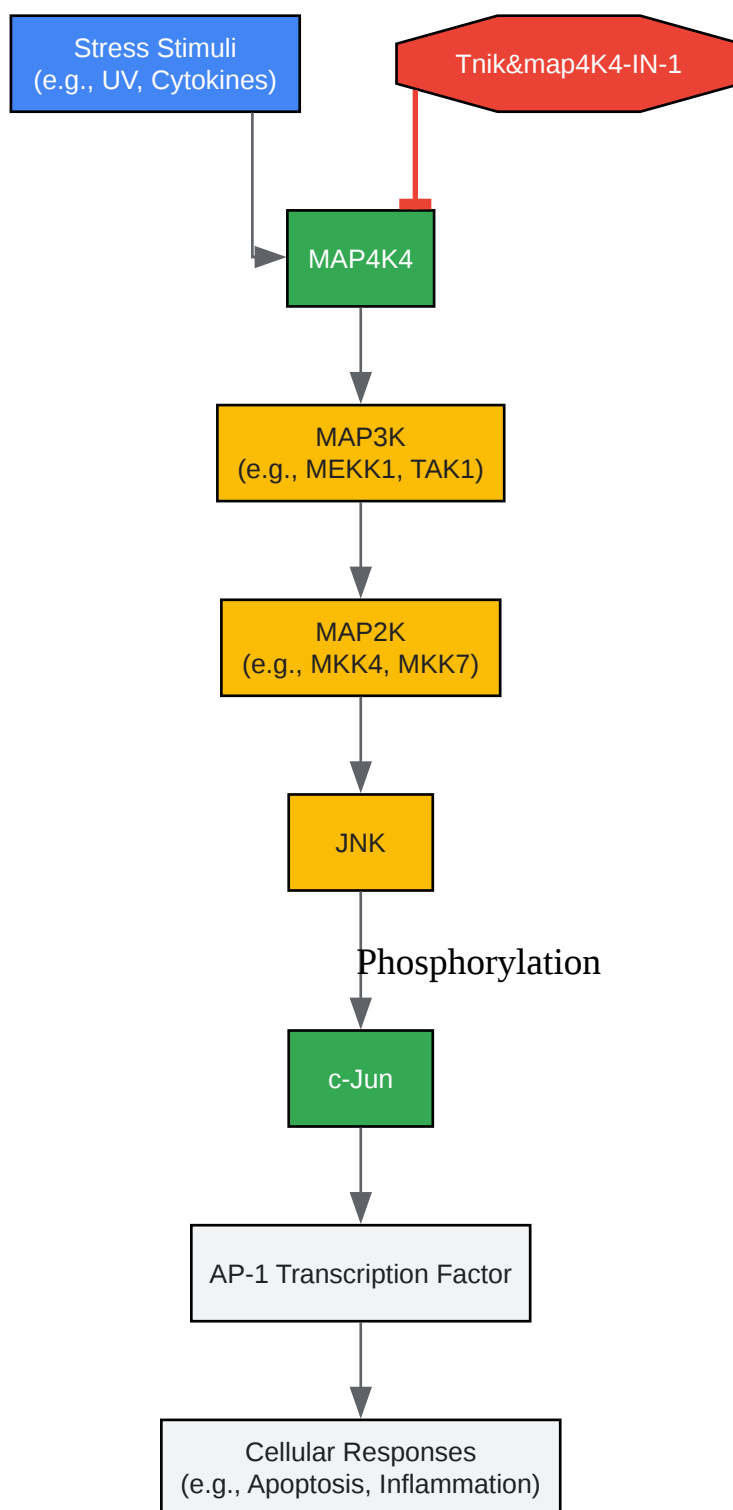 Stress Stimuli
(e.g., UV, Cytokines)
Tnik&map4K4-IN-1
MAP4K4
MAP3K
(e.g., MEKK1, TAK1)
MAP2K
(e.g., MKK4, MKK7)
JNK
Phosphorylation
c-Jun
AP-1 Transcription Factor
Cellular Responses
(e.g., Apoptosis, Inflammation)